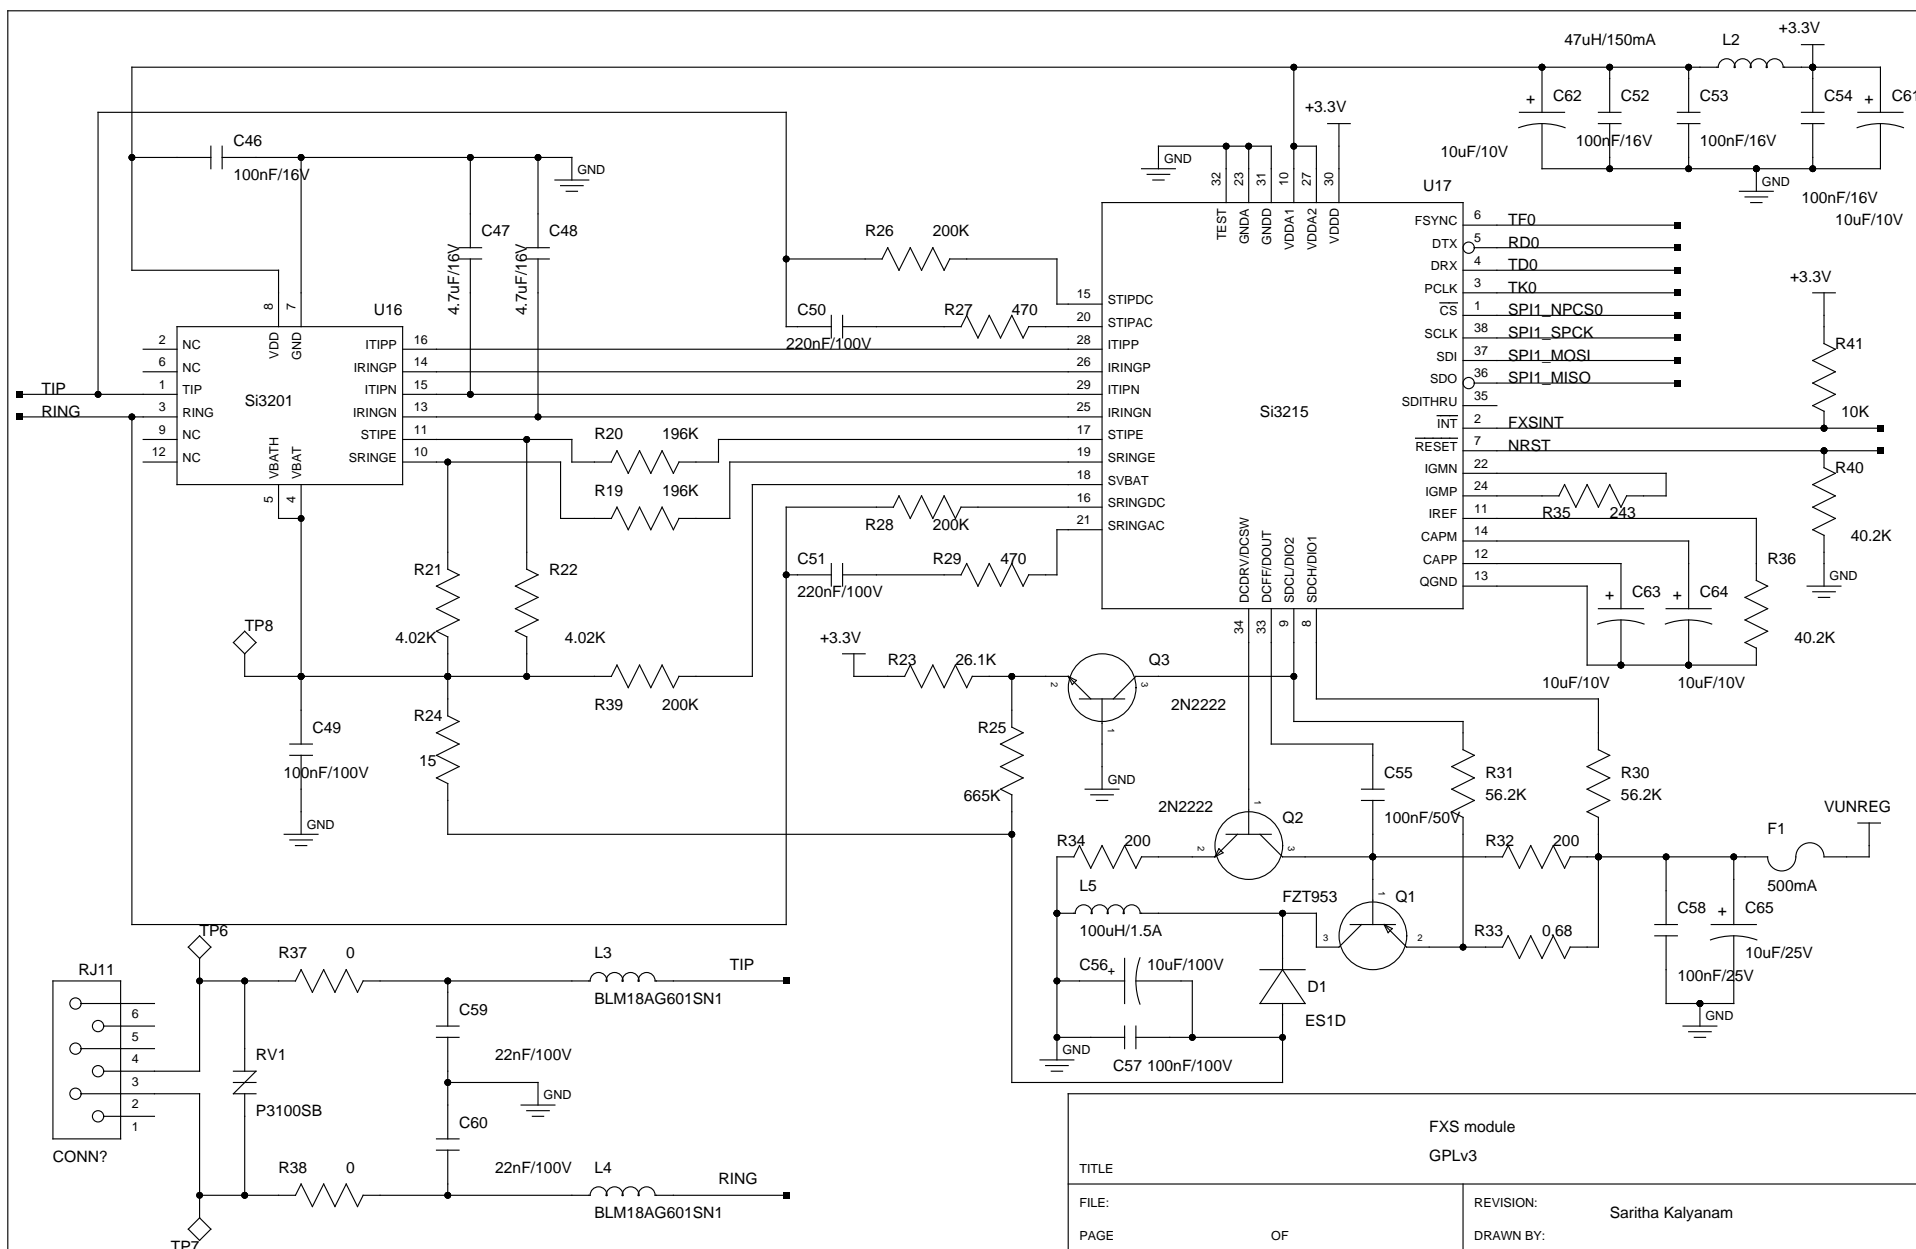 47uH/150mA
L2
+3.3V
C62
C52
C53
C54
C61
+
+
100nF/16V
100nF/16V
10uF/10V
GND
100nF/16V
10uF/10V
C46
100nF/16V
GND
C47
4.7uF/16V
C48
4.7uF/16V
R26
200K
C50
220nF/100V
R27
470
+3.3V
GND
32
23
31
10
27
30
TEST
GNDA
GNDD
VDDA1
VDDA2
VDDD
U17
Si3215
15
STIPDC
20
STIPAC
28
ITIPP
26
IRINGP
29
ITIPN
25
IRINGN
17
STIPE
19
SRINGE
18
SVBAT
16
SRINGDC
21
SRINGAC
FSYNC
6
TF0
DTX
5
RD0
DRX
4
TD0
PCLK
3
TK0
CS
1
SPI1_NPCS0
SCLK
38
SPI1_SPCK
SDI
37
SPI1_MOSI
SDO
36
SPI1_MISO
SDITHRU
35
INT
2
FXSINT
RESET
7
NRST
IGMN
22
IGMP
24
IREF
11
CAPM
14
CAPP
12
QGND
13
DCDRV/DCSW
DCFF/DOUT
SDCL/DIO2
SDCH/DIO1
34
33
9
8
+3.3V
R41
10K
R40
40.2K
GND
R35
243
R36
40.2K
+
C63
+
C64
10uF/10V
10uF/10V
U16
Si3201
8
7
VDD
GND
2
NC
6
NC
1
TIP
3
RING
9
NC
12
NC
ITIPP
16
IRINGP
14
ITIPN
15
IRINGN
13
STIPE
11
SRINGE
10
VBATH
VBAT
5
4
TIP
RING
R20
196K
R19
196K
R28
200K
C51
220nF/100V
R29
470
R21
4.02K
R22
4.02K
TP8
R39
200K
R24
15
C49
100nF/100V
GND
+3.3V
R23
26.1K
R25
665K
Q3
2N2222
2
3
1
GND
C55
100nF/50V
R31
56.2K
R30
56.2K
2N2222
Q2
1
2
3
R34
200
R32
200
F1
500mA
VUNREG
L5
100uH/1.5A
FZT953
Q1
1
3
2
R33
0.68
C58
100nF/25V
+
C65
10uF/25V
GND
C56
+
10uF/100V
D1
ES1D
GND
C57
100nF/100V
TP6
RJ11
6
5
4
3
2
1
CONN?
R37
0
L3
BLM18AG601SN1
TIP
RV1
P3100SB
C59
22nF/100V
GND
C60
22nF/100V
R38
0
L4
BLM18AG601SN1
RING
TP7
FXS module
GPLv3
TITLE
FILE:
REVISION:
Saritha Kalyanam
PAGE
OF
DRAWN BY: